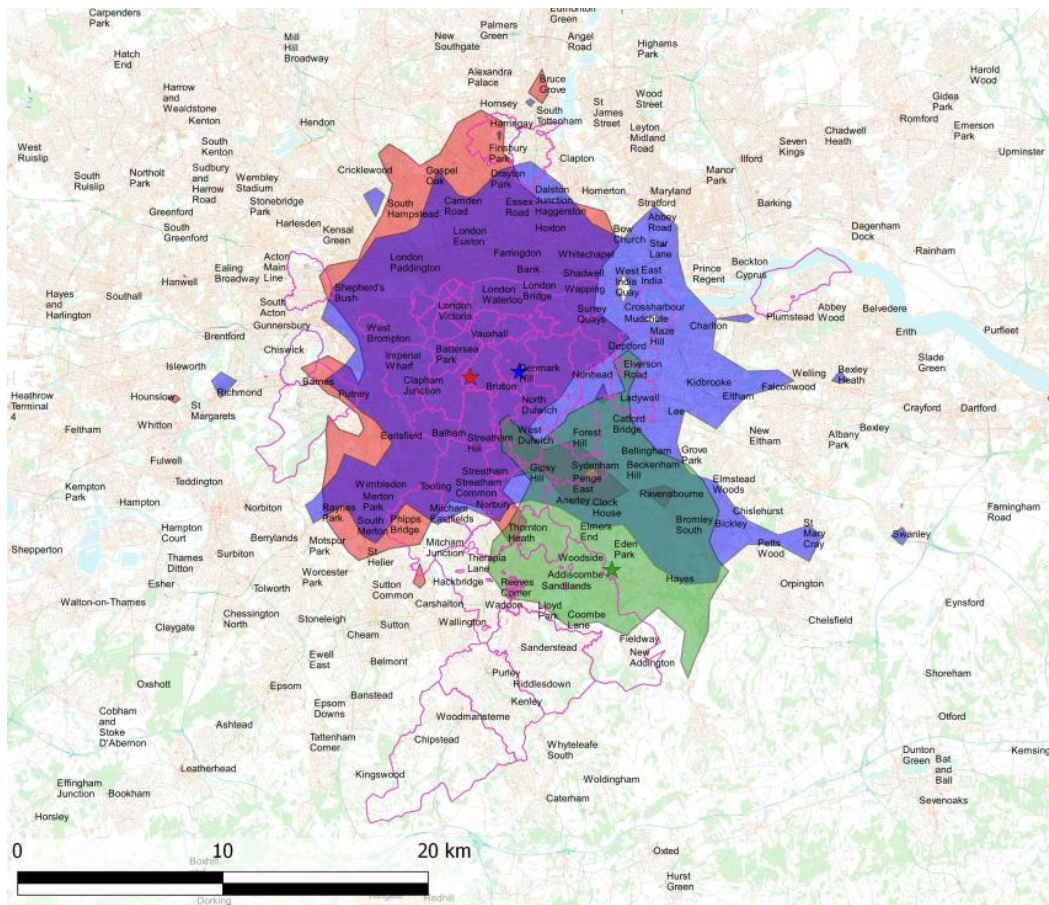 Carpenders
Park
Edmonton
Green
Palmers
Green
Angel
Road
New
Southgate
Mill
Hill
Broadway
Highams
Park
Hatch
End
Alexandra
Palace
Bruce
Grove
Harold
Wood
Harrow
and
Wealdstone
Kenton
Wood
Street
Gidea
Park
Hornsey
St
James
Street
South
Tottenham
Romford
Emerson
Park
Hendon
Harringay
Leyton
Midland
Road
Chadwell
Heath
Seven
Kings
West
Ruislip
South
Kenton
Finsbury
Park
Clapton
Ilford
Upminster
South
Ruislip
Northolt
Park
Sudbury
and
Harrow
Road
Wembley
Stadium
Cricklewood
Gospel
Oak
Drayton
Park
Manor
Park
Stonebridge
Park
Dalston
Junction
Homerton
Maryland
Stratford
Barking
Greenford
South
Hampstead
Camden
Road
Essex
Road
Haggerston
Abbey
Road
South
Greenford
Harlesden
Kensal
Green
London
Euston
Hoxton
Bow
Church
Star
Lane
Dagenham
Dock
Rainham
Acton
Main
Line
London
Paddington
Farringdon
Whitechapel
Beckton
Cyprus
Hanwell
Ealing
Broadway
Bank
Shadwell
West
India
Quay
East
India
Prince
Regent
Hayes
and
Harlington
Southall
Shepherd's
Bush
London
Waterloo
London
Bridge
Wapping
South
Acton
London
Victoria
Surrey
Quays
Crossharbour
Mudchute
Plumstead
Abbey
Wood
Belvedere
Gunnersbury
West
Brompton
Vauxhall
Maze
Hill
Charlton
Erith
Purfleet
Brentford
Chiswick
Battersea
Park
Deptford
Imperial
Wharf
Slade
Green
Isleworth
Denmark
Hill
Nonhead
Elverson
Road
Welling
Bexley
Heath
Heathrow
Terminal
4
Hounslow
Richmond
Barnes
Putney
Clapham
Junction
Bruton
Kidbrooke
Falconwood
Eltham
St
Margarets
North
Dulwich
Ladywell
Lee
Crayford
Dartford
Feltham
Whitton
Catford
Bridge
New
Eltham
Albany
Park
Bexley
Earlsfield
Balham
Streatham
Hill
West
Dulwich
Forest
Hill
Fulwell
Bellingham
Grove
Park
Kempton
Park
Teddington
Streatham
Gipsy
Hill
Sydenham
Beckenham
Hill
Wimbledon
Tooting
Streatham
Common
Penge
East
Elmstead
Woods
Hampton
Norbiton
Merton
Park
Norbury
Anerley
Clock
House
Ravensbourne
Chislehurst
Farningham
Road
Raynes
Park
South
Merton
Phipps
Bridge
Mitcham
Eastfields
Bromley
South
Bickley
St
Mary
Cray
Hampton
Court
Berrylands
Motspur
Park
Thornton
Heath
Elmers
End
Swanley
Shepperton
Surbiton
St
Helier
Mitcham
Junction
Eden
Park
Petts
Wood
Thames
Ditton
Therapia
Lane
Woodside
Esher
Tolworth
Worcester
Park
Sutton
Common
Hackbridge
Reeves
Corner
Addiscombe
Sandilands
Hayes
Orpington
Walton-on-Thames
Carshalton
Waddon
Lloyd
Park
Eynsford
Chessington
North
Stoneleigh
Sutton
Wallington
Coombe
Lane
Chelsfield
Claygate
Cheam
Fieldway
Ewell
East
Belmont
Sanderstead
New
Addington
Oxshott
Epsom
Banstead
Purley
Riddlesdown
Shoreham
Cobham
and
Stoke
D'Abernon
Epsom
Downs
Kenley
Ashtead
Woodmansterne
Otford
Tattenham
Corner
Chipstead
Whyteleafe
South
Dunton
Green
Bat
and
Ball
Kemsing
Leatherhead
Kingswood
Woldingham
Effingham
Junction
Bookham
Caterham
Sevenoaks
Horsley
0
10
20 km
Oxted
Boxhill
Hurst
Green
Dorking
Redhill